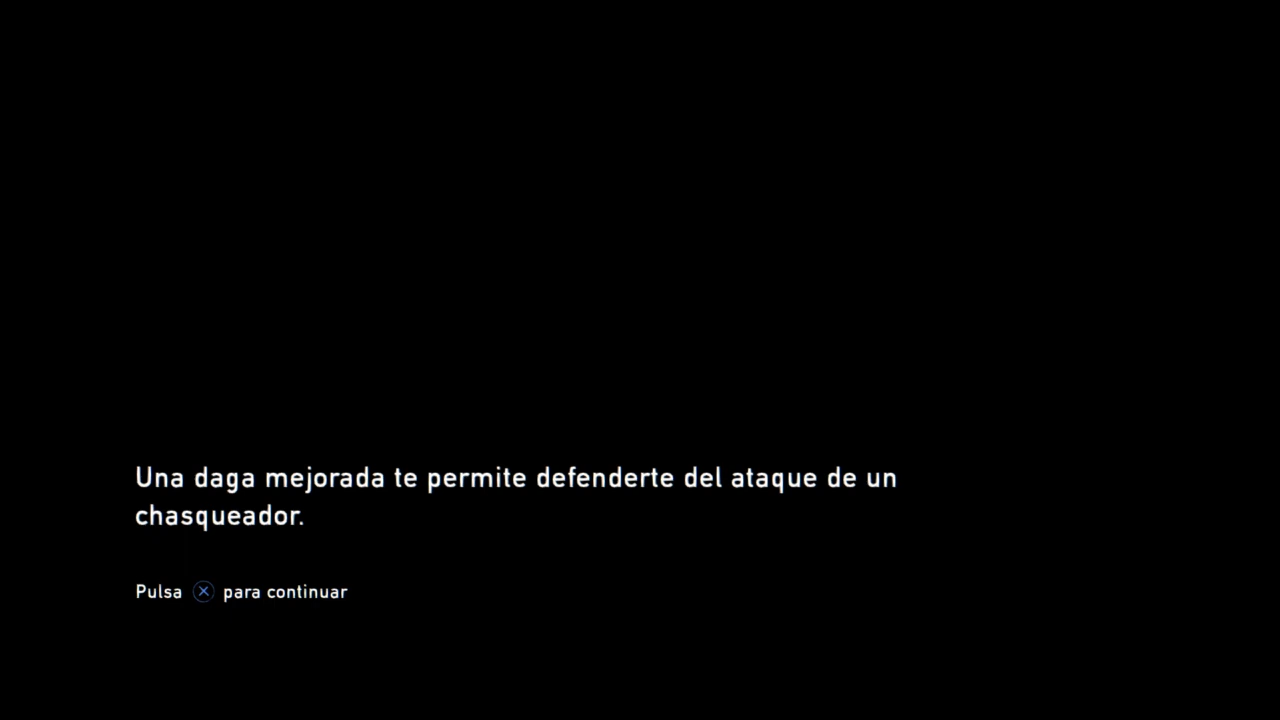 Una daga mejorada te permite defenderte del ataque de un
chasqueador.
Pulsa ⓧ para continuar